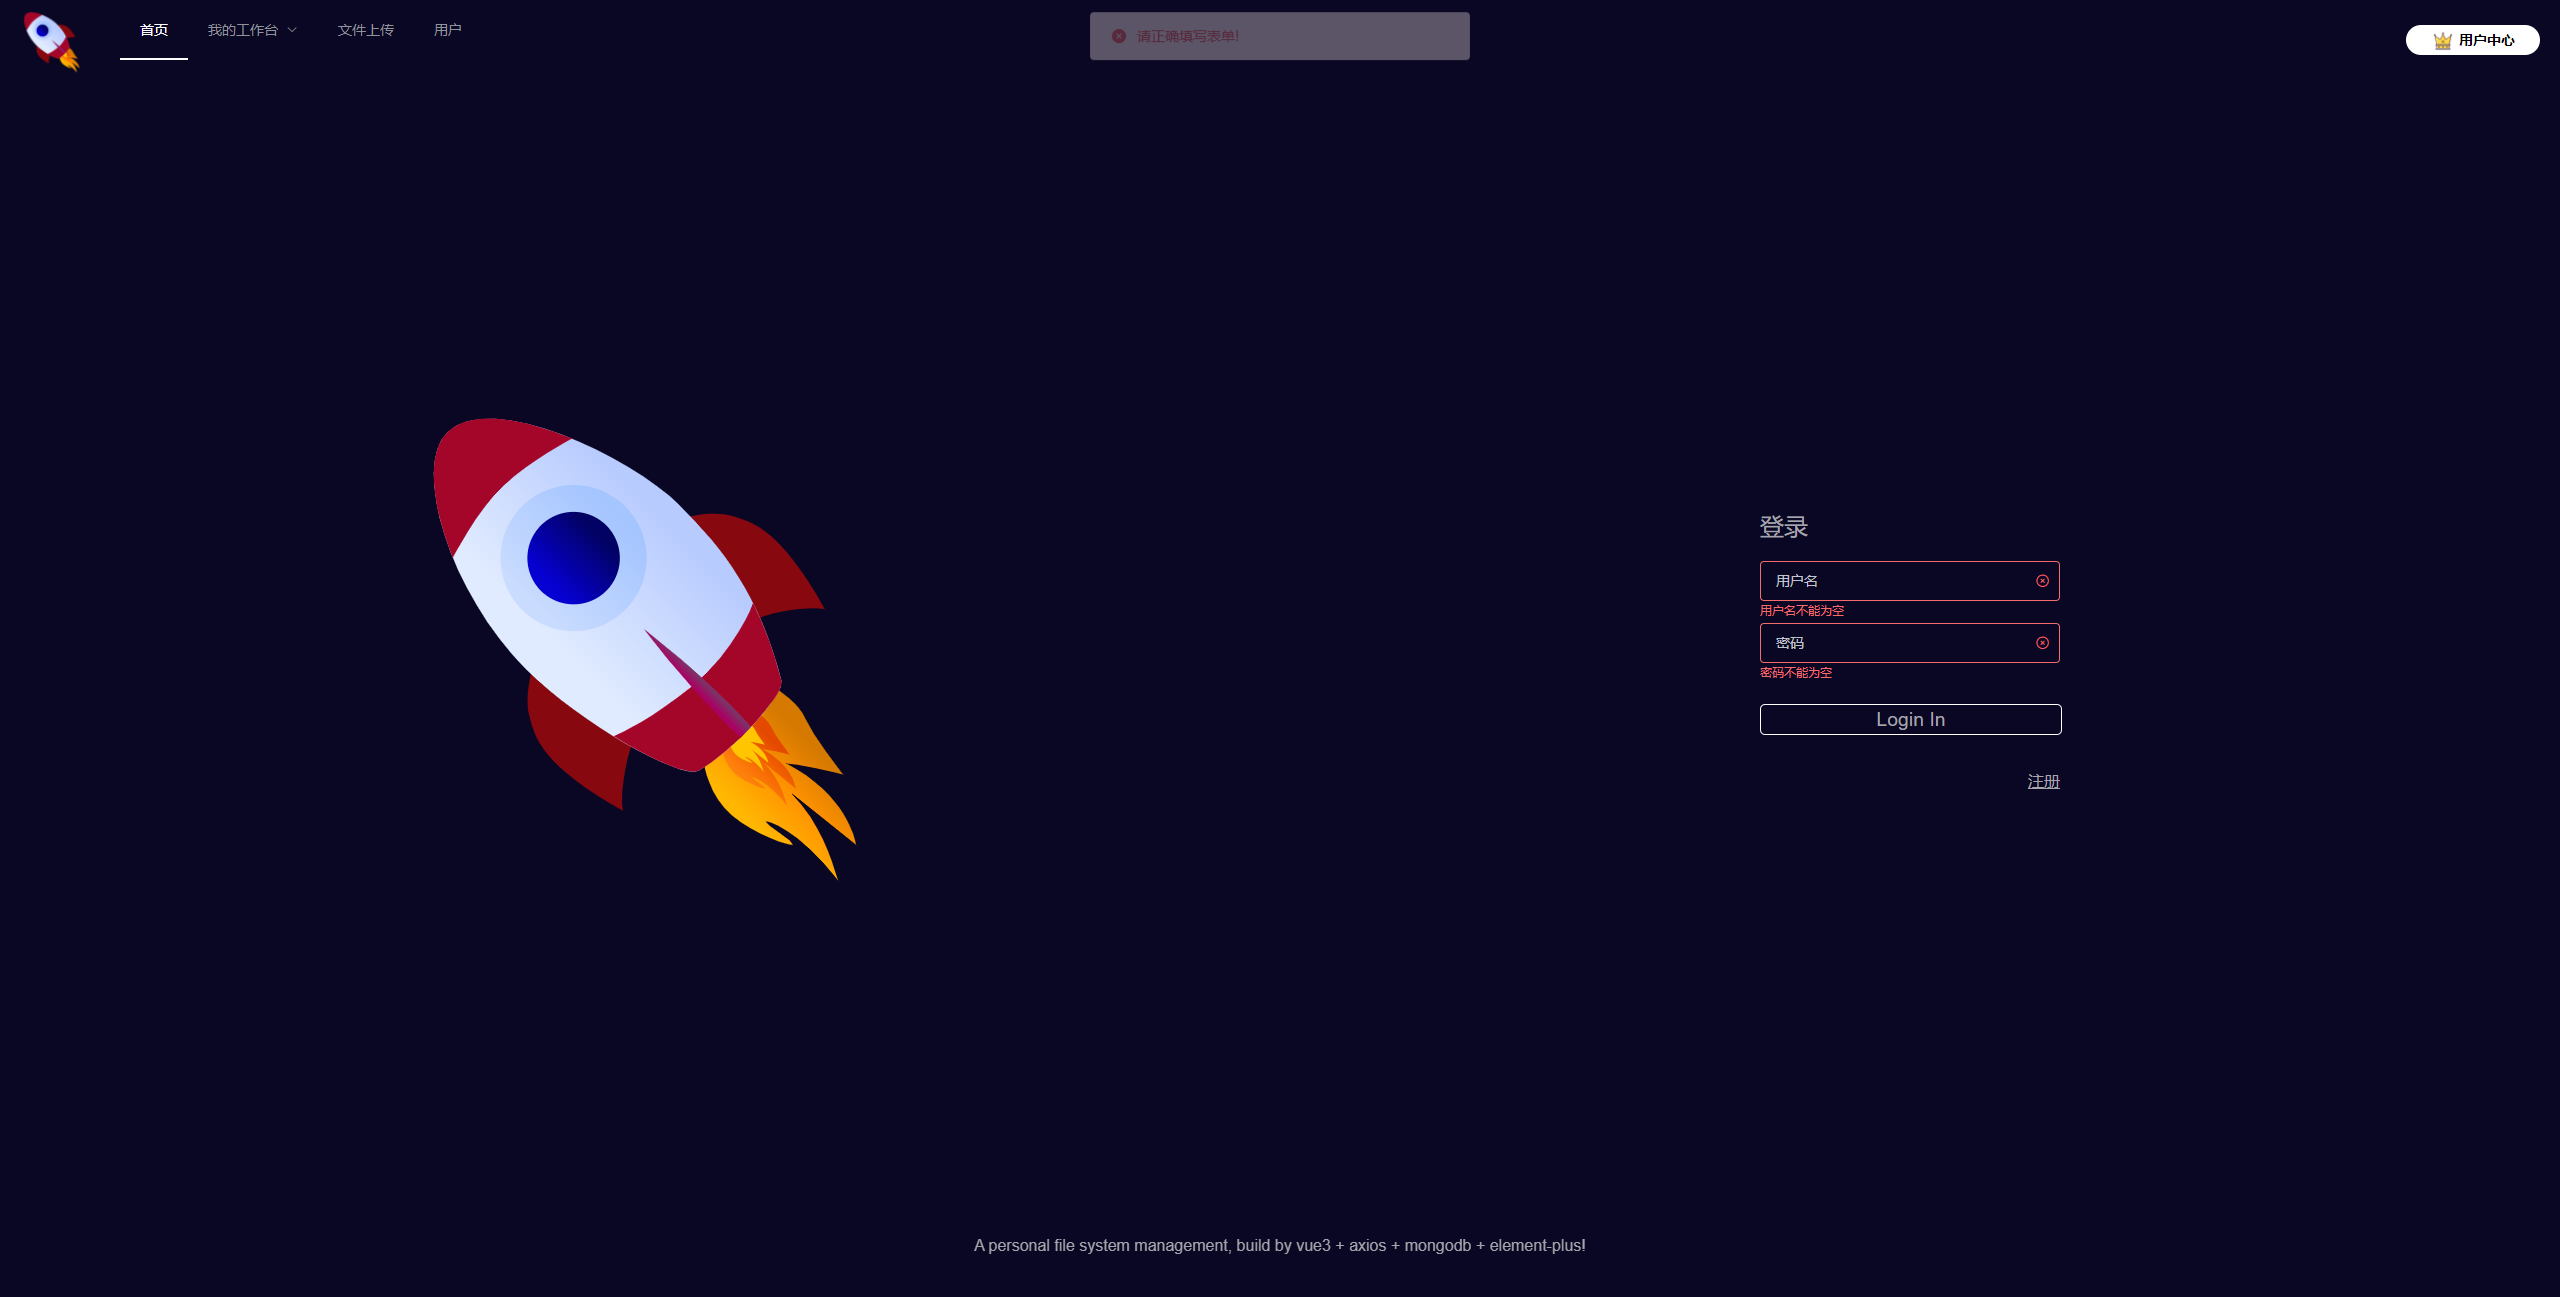 首页
我的工作台
文件上传
用户
请正确填写表单!
用户中心
登录
用户名
用户名不能为空
密码
密码不能为空
Login In
注册
A personal file system management, build by vue3 + axios + mongodb + element-plus!